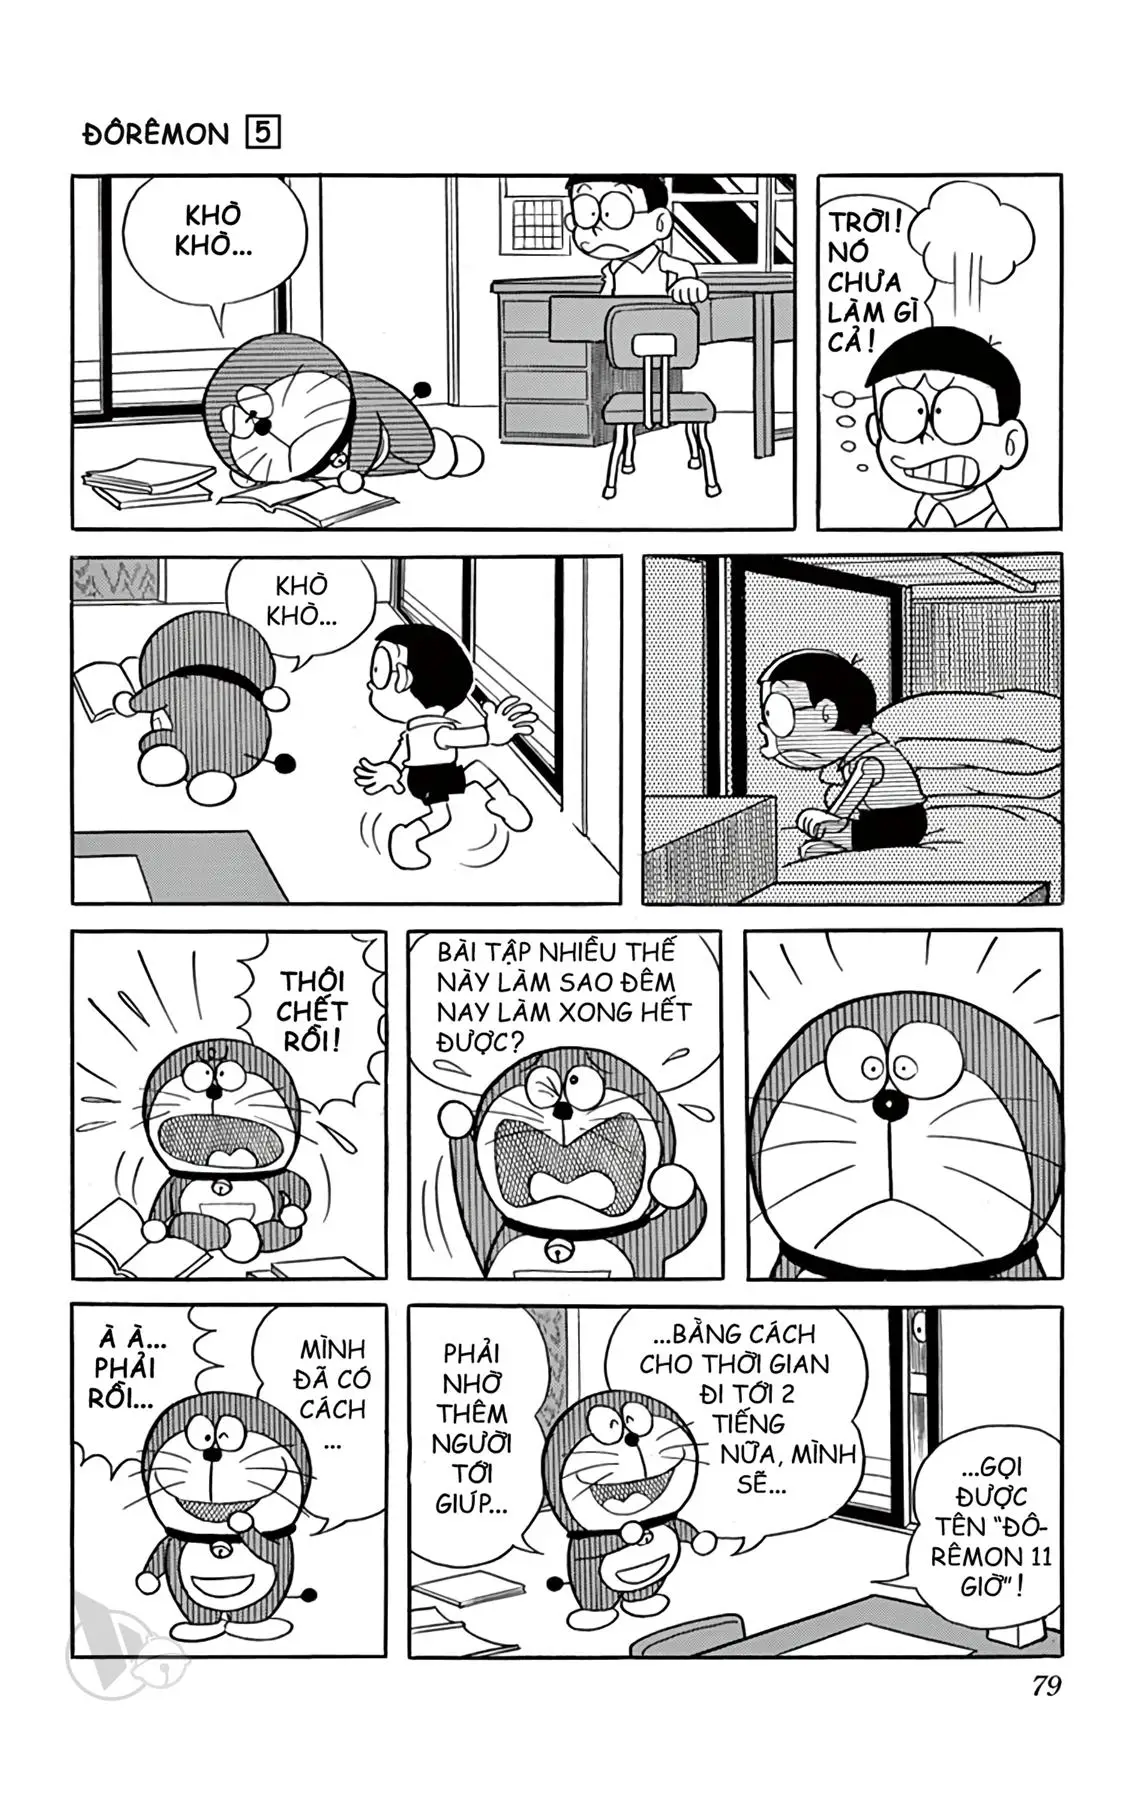 ĐÔRÊMON 5
KHÒ
KHÒ...
TRỜI!
NÓ
CHƯA
LÀM GÌ
CẢ!
KHÒ
KHÒ...
THÔI
CHẾT
RỒI!
BÀI TẬP NHIỀU THẾ
NÀY LÀM SAO ĐÊM
NAY LÀM XONG HẾT
ĐƯỢC?
À À...
PHẢI
RỒI...
MÌNH
ĐÃ CÓ
CÁCH
...
PHẢI
NHỜ
THÊM
NGƯỜI
TỚI
GIÚP...
...BẰNG CÁCH
CHO THỜI GIAN
ĐI TỚI 2
TIẾNG
NỮA, MÌNH
SẼ...
...GỌI
ĐƯỢC
TÊN “ĐÔ-
RÊMON 11
GIỜ”!
79